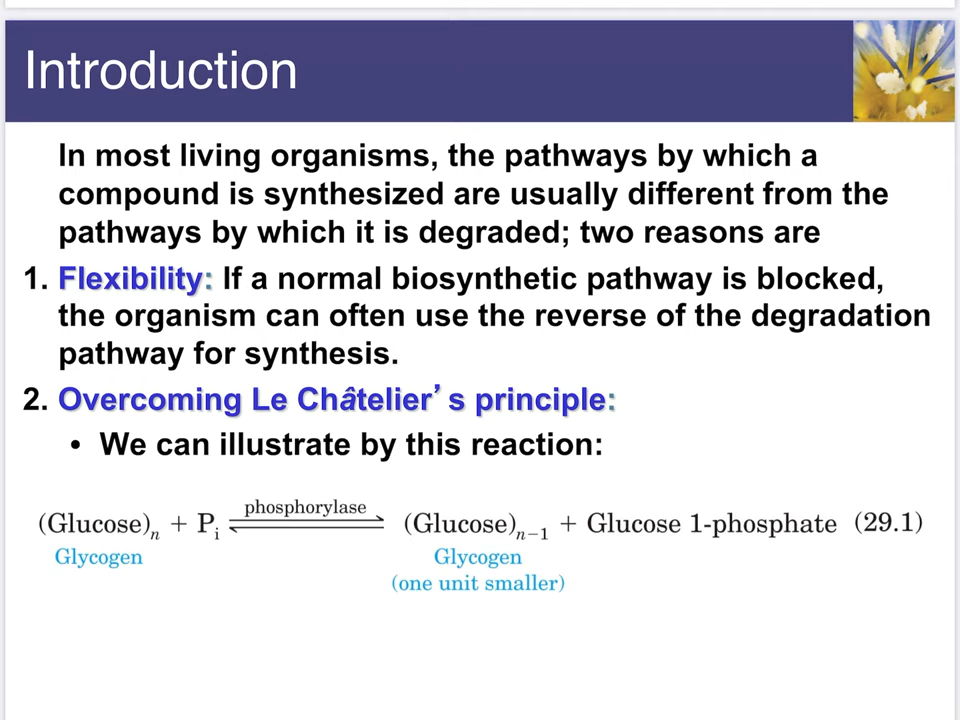 Introduction
In most living organisms, the pathways by which a
compound is synthesized are usually different from the
pathways by which it is degraded; two reasons are
1. Flexibility: If a normal biosynthetic pathway is blocked,
the organism can often use the reverse of the degradation
pathway for synthesis.
2. Overcoming Le Châtelier’s principle:
• We can illustrate by this reaction:
phosphorylase
(Glucose)n + Pi ⇌ (Glucose)n−1 + Glucose 1-phosphate (29.1)
Glycogen Glycogen
(one unit smaller)